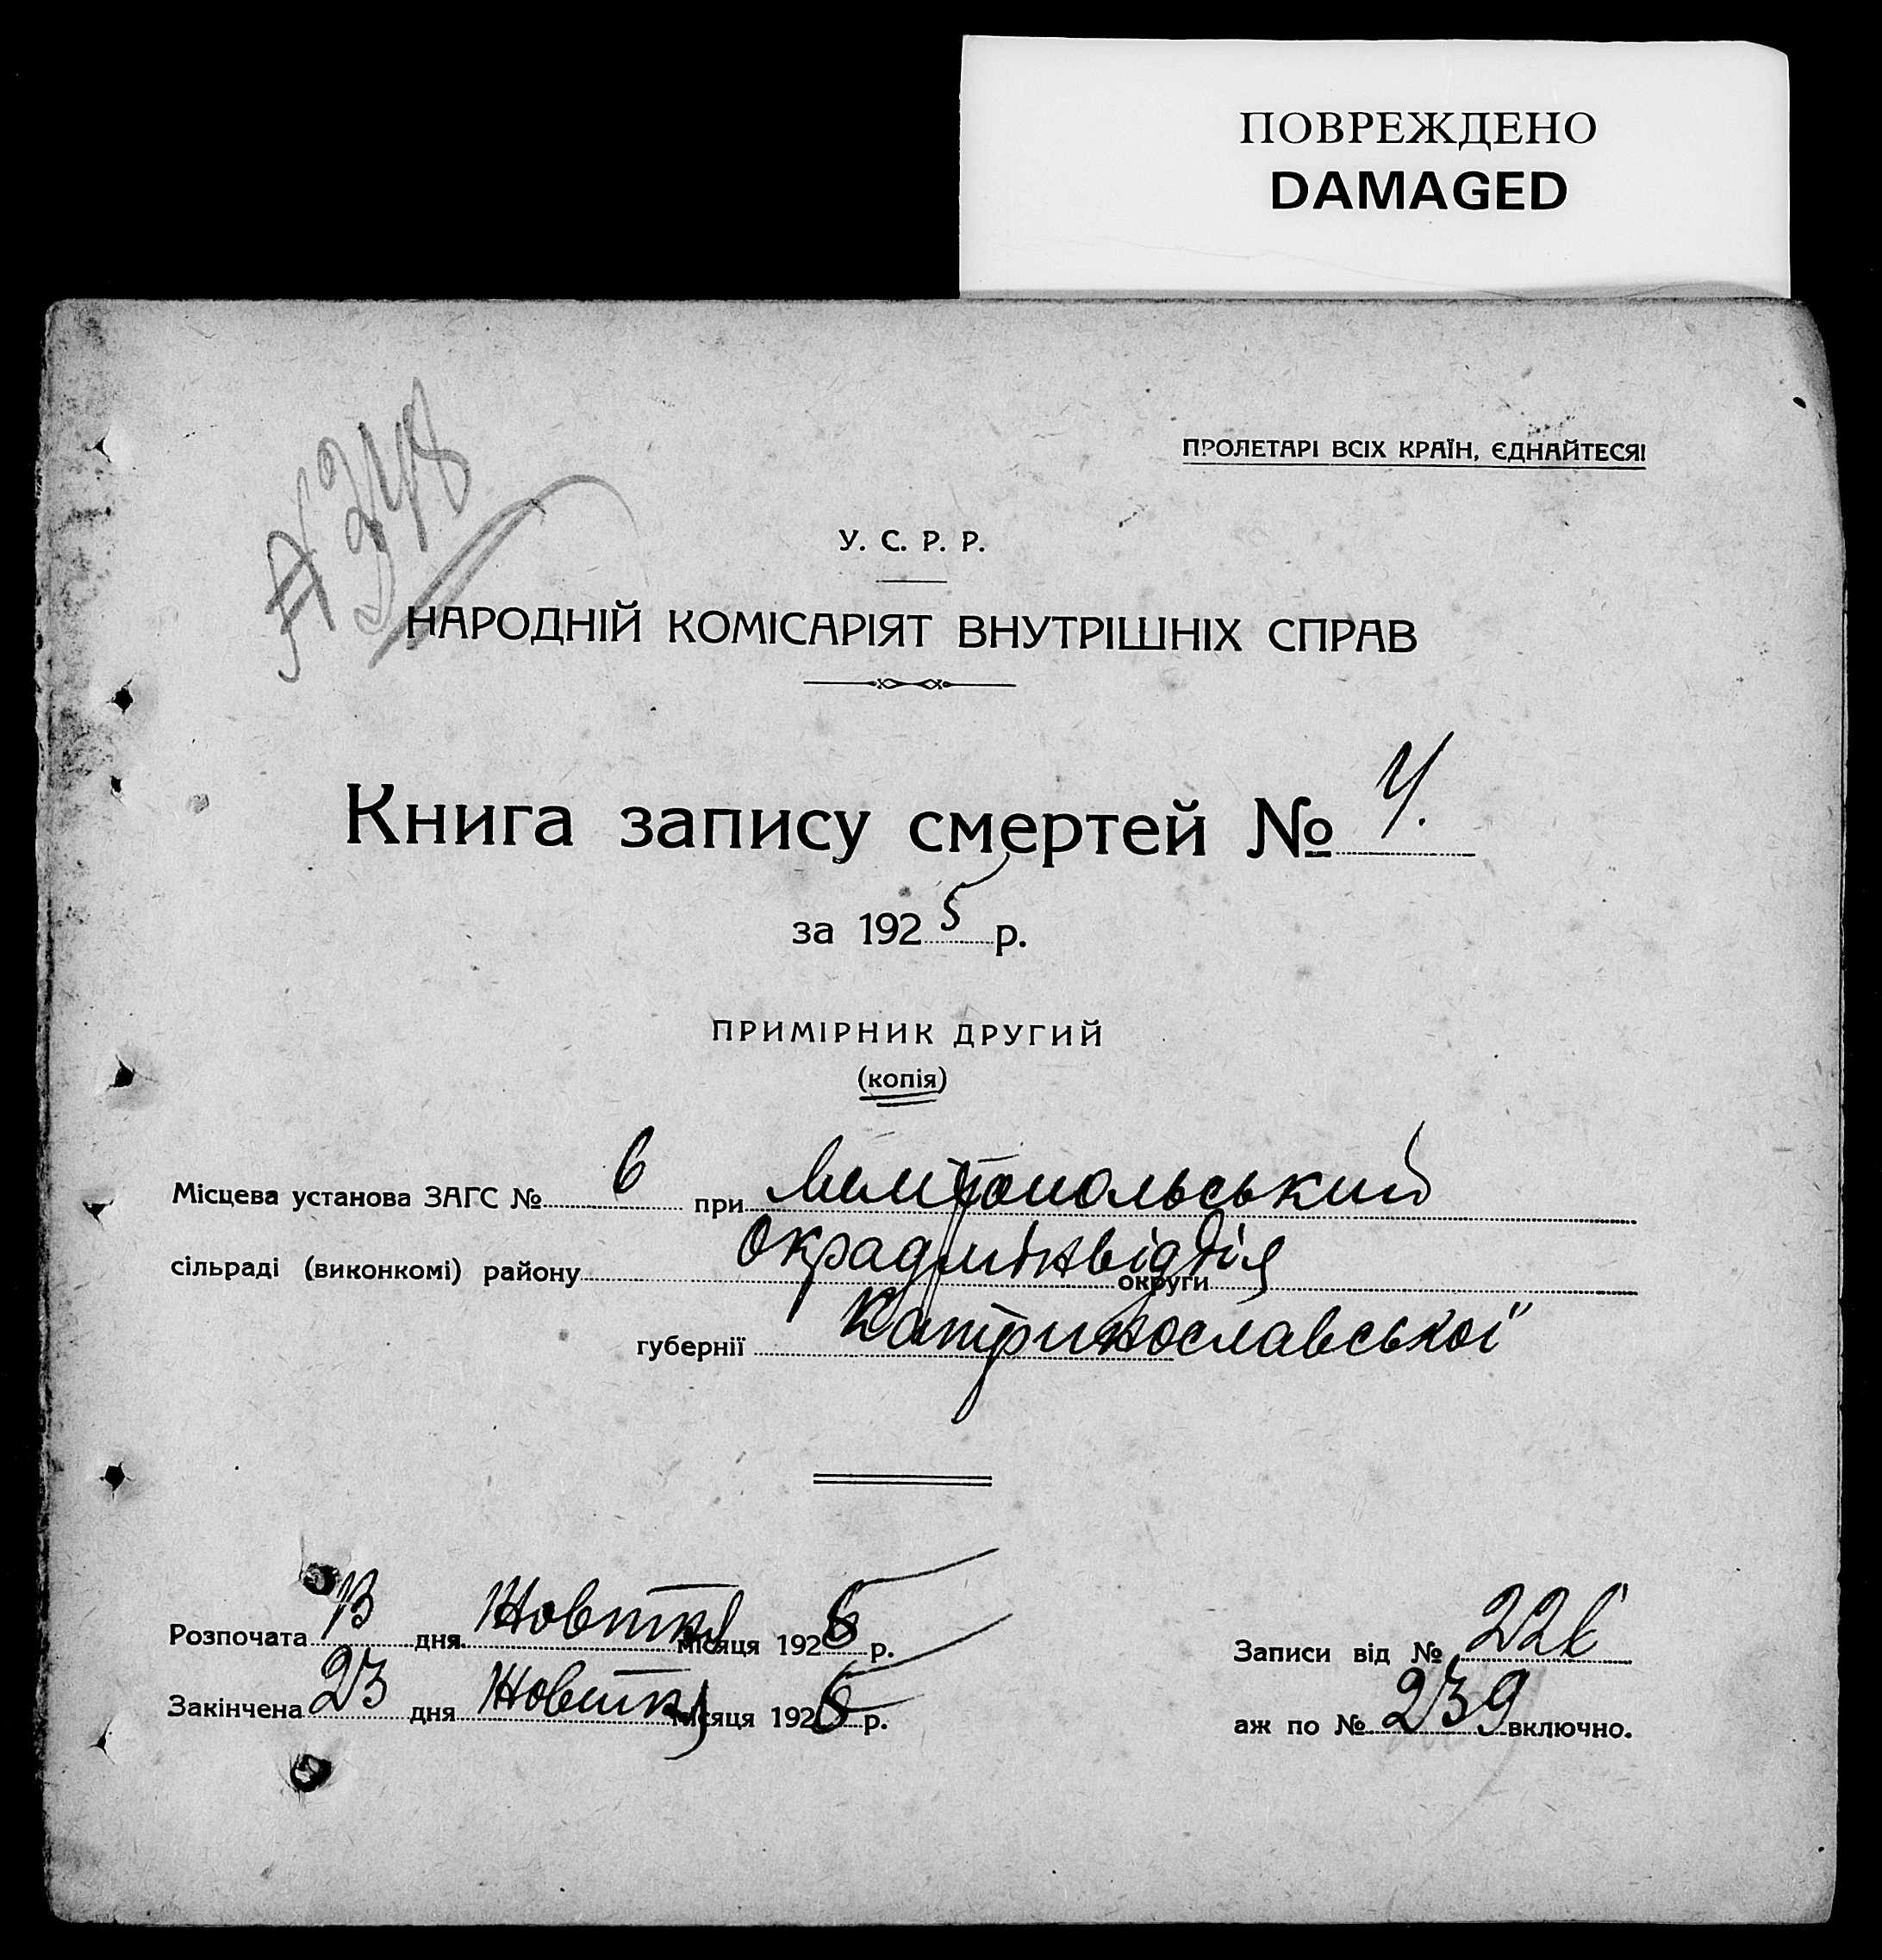 ПОВРЕЖДЕНО
DAMAGED
№ 348
ПРОЛЕТАРІ ВСІХ КРАЇН, ЄДНАЙТЕСЯ!
У. С. Р. Р.
НАРОДНІЙ КОМІСАРІЯТ ВНУТРІШНІХ СПРАВ
Книга запису смертей № 4.
за 1925 р.
ПРИМІРНИК ДРУГИЙ
(копія)
Місцева установа ЗАГС № 6 при
сільраді (виконкомі) району Окрадмінвідділ округи
губернії Катеринославської
Розпочата 13 дня Жовтня місяця 1925 р.
Закінчена 23 дня Жовтня місяця 1925 р.
Записи від № 226
аж по № 239 включно.